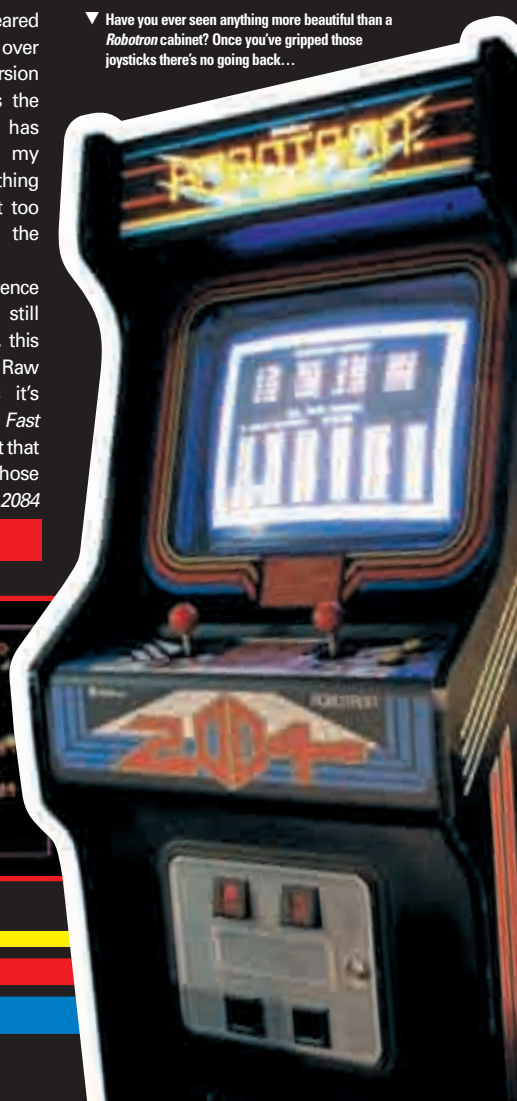 ▼ Have you ever seen anything more beautiful than a
Robotron cabinet? Once you've gripped those
joysticks there's no going back…
eared
over
rsion
s the
has
my
thing
t too
the
ence
still
, this
Raw
it's
Fast
t that
hose
2084
ROBOTRON: